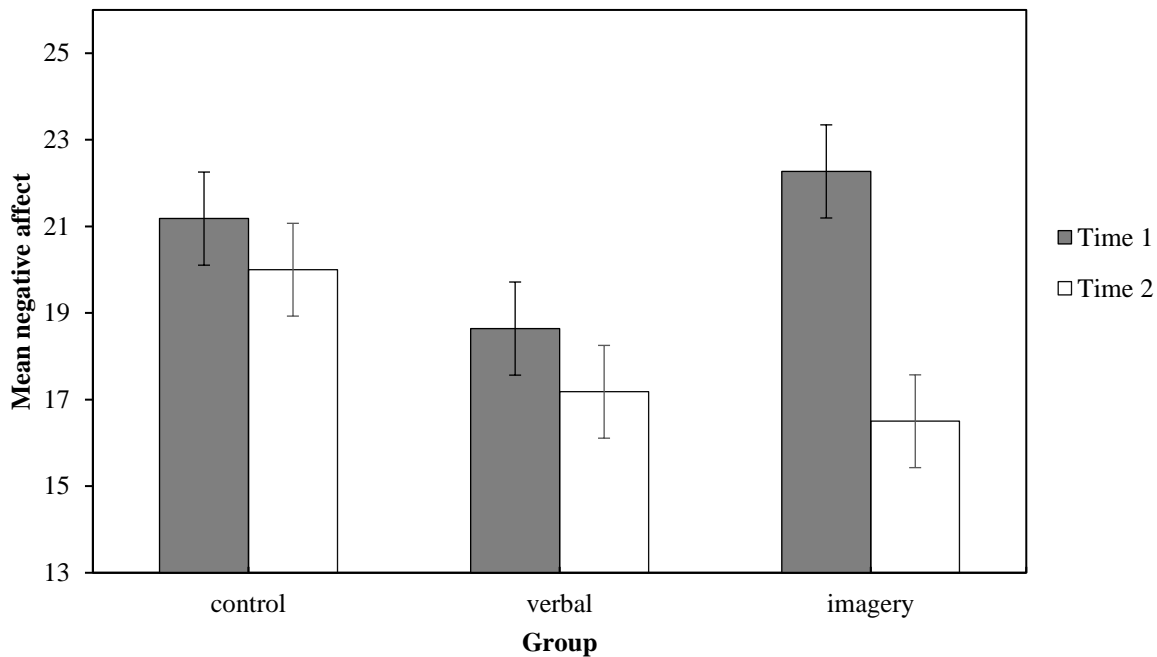 25
23
21
19
17
15
13
Mean negative affect
control verbal imagery
Group
Time 1
Time 2